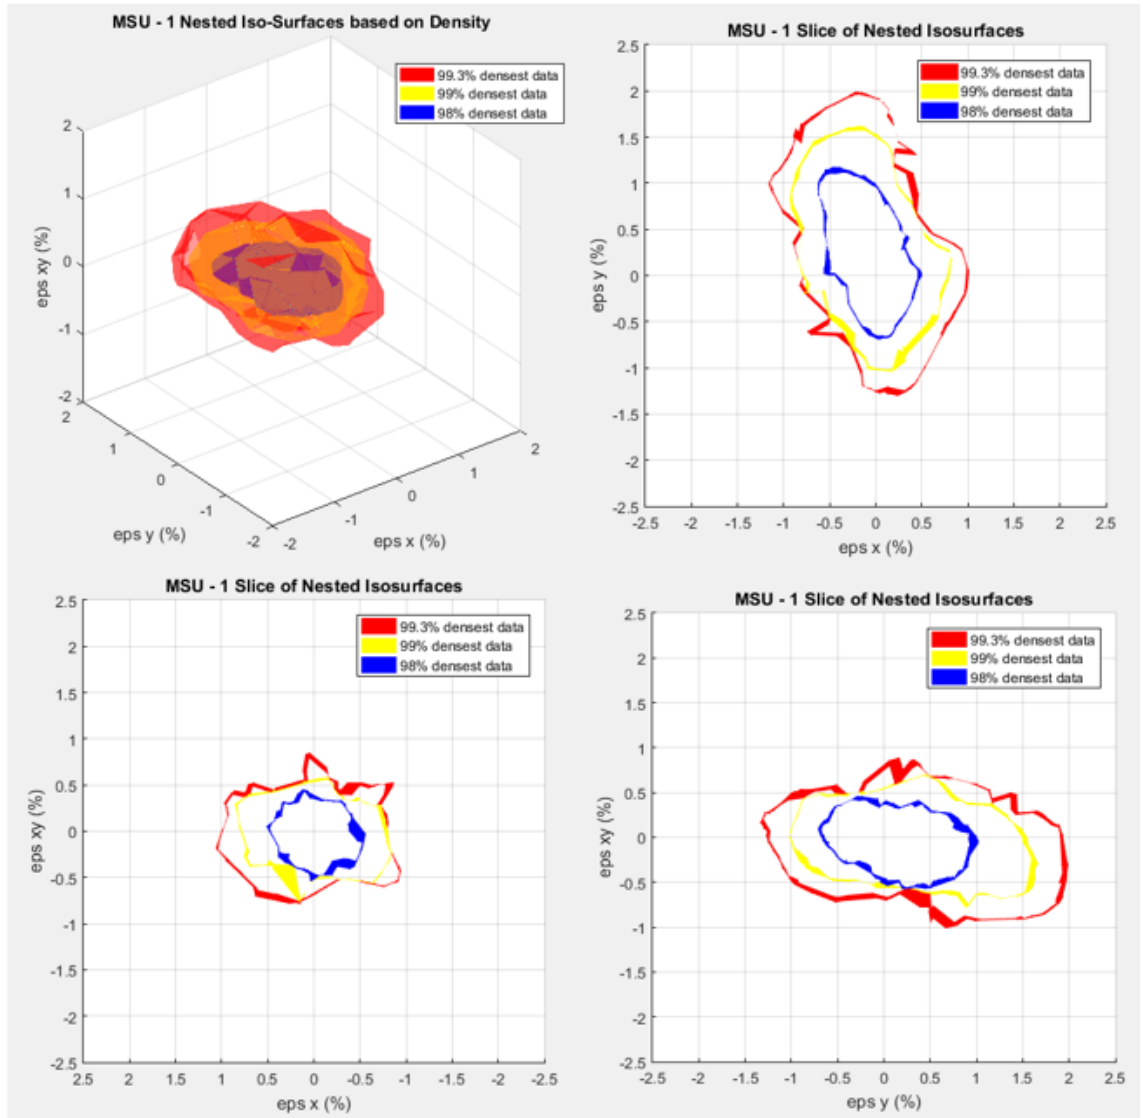 MSU - 1 Nested Iso-Surfaces based on Density
99.3% densest data
99% densest data
98% densest data
2
1
0
-1
-2
eps xy (%)
2
1
0
-1
-2
eps y (%)
-2
-1
0
1
2
eps x (%)
MSU - 1 Slice of Nested Isosurfaces
99.3% densest data
99% densest data
98% densest data
2.5
2
1.5
1
0.5
0
-0.5
-1
-1.5
-2
-2.5
eps y (%)
-2.5 -2 -1.5 -1 -0.5 0 0.5 1 1.5 2 2.5
eps x (%)
MSU - 1 Slice of Nested Isosurfaces
99.3% densest data
99% densest data
98% densest data
2.5
2
1.5
1
0.5
0
-0.5
-1
-1.5
-2
-2.5
eps xy (%)
2.5 2 1.5 1 0.5 0 -0.5 -1 -1.5 -2 -2.5
eps x (%)
MSU - 1 Slice of Nested Isosurfaces
99.3% densest data
99% densest data
98% densest data
2.5
2
1.5
1
0.5
0
-0.5
-1
-1.5
-2
-2.5
eps xy (%)
-2.5 -2 -1.5 -1 -0.5 0 0.5 1 1.5 2 2.5
eps y (%)